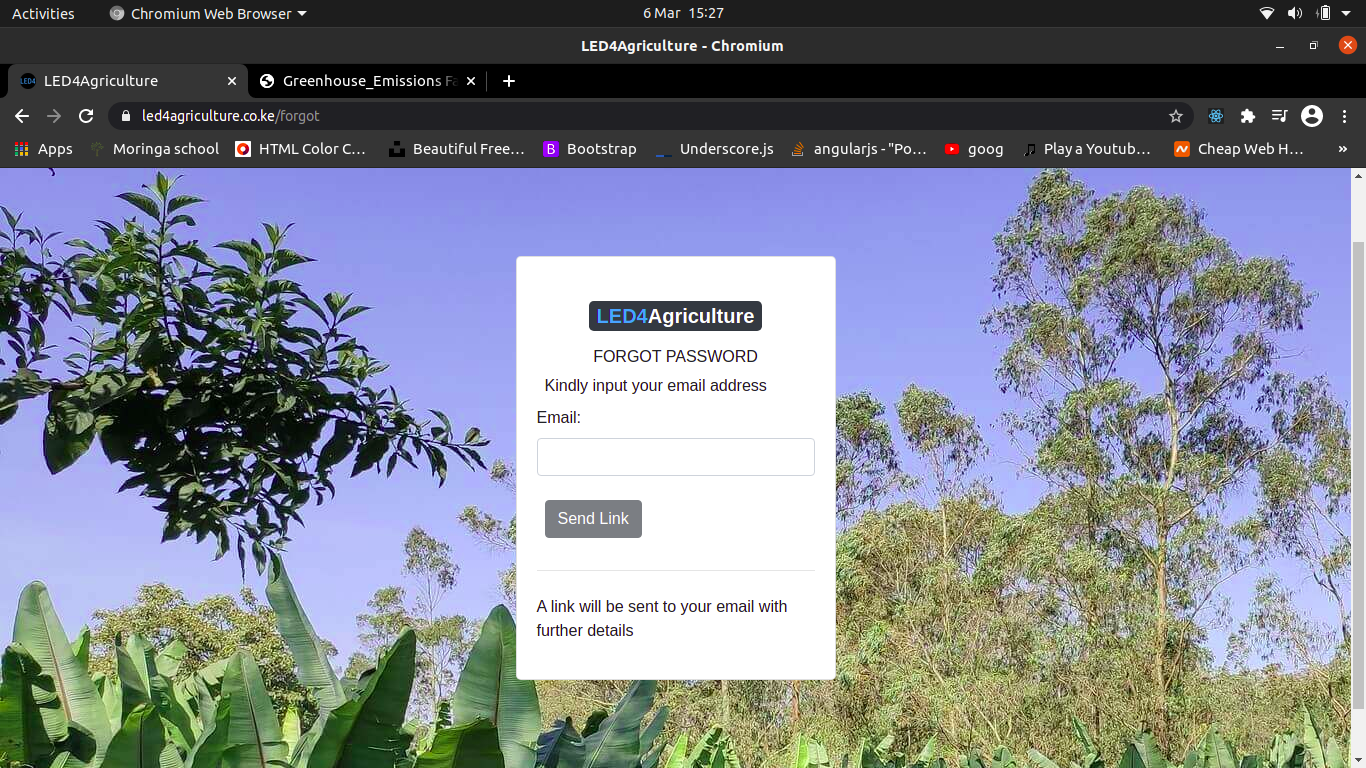 Activities
Chromium Web Browser
6 Mar 15:27
LED4Agriculture - Chromium
LED4
LED4Agriculture
Greenhouse_Emissions Fa
led4agriculture.co.ke/forgot
Apps
Moringa school
HTML Color C…
Beautiful Free…
B
Bootstrap
Underscore.js
angularjs - "Po…
goog
Play a Youtub…
Cheap Web H…
»
LED4Agriculture
FORGOT PASSWORD
Kindly input your email address
Email:
Send Link
A link will be sent to your email with
further details